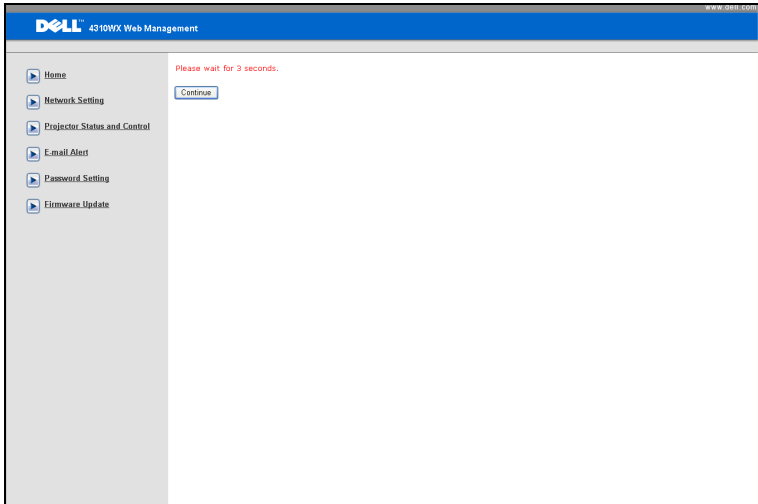 www.dell.com
DELL™ 4310WX Web Management
Home
Network Setting
Projector Status and Control
E-mail Alert
Password Setting
Firmware Update
Please wait for 3 seconds.
Continue